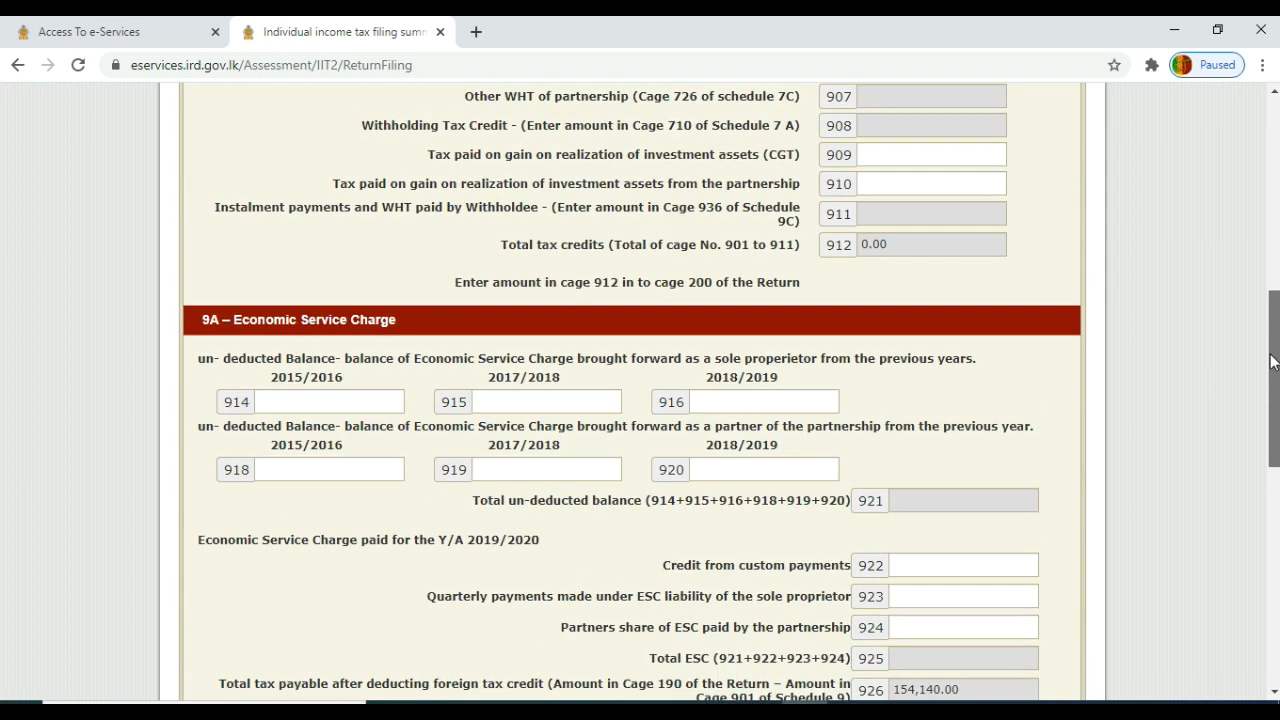 Access To e-Services
Individual income tax filing sum
eservices.ird.gov.lk/Assessment/IIT2/ReturnFiling
Paused
Other WHT of partnership (Cage 726 of schedule 7C) 907
Withholding Tax Credit - (Enter amount in Cage 710 of Schedule 7 A) 908
Tax paid on gain on realization of investment assets (CGT) 909
Tax paid on gain on realization of investment assets from the partnership 910
Instalment payments and WHT paid by Withholdee - (Enter amount in Cage 936 of Schedule
9C) 911
Total tax credits (Total of cage No. 901 to 911) 912 0.00
Enter amount in cage 912 in to cage 200 of the Return
9A – Economic Service Charge
un- deducted Balance- balance of Economic Service Charge brought forward as a sole properietor from the previous years.
2015/2016 2017/2018 2018/2019
914 915 916
un- deducted Balance- balance of Economic Service Charge brought forward as a partner of the partnership from the previous year.
2015/2016 2017/2018 2018/2019
918 919 920
Total un-deducted balance (914+915+916+918+919+920) 921
Economic Service Charge paid for the Y/A 2019/2020
Credit from custom payments 922
Quarterly payments made under ESC liability of the sole proprietor 923
Partners share of ESC paid by the partnership 924
Total ESC (921+922+923+924) 925
Total tax payable after deducting foreign tax credit (Amount in Cage 190 of the Return – Amount in
Cage 901 of Schedule 9) 926 154,140.00